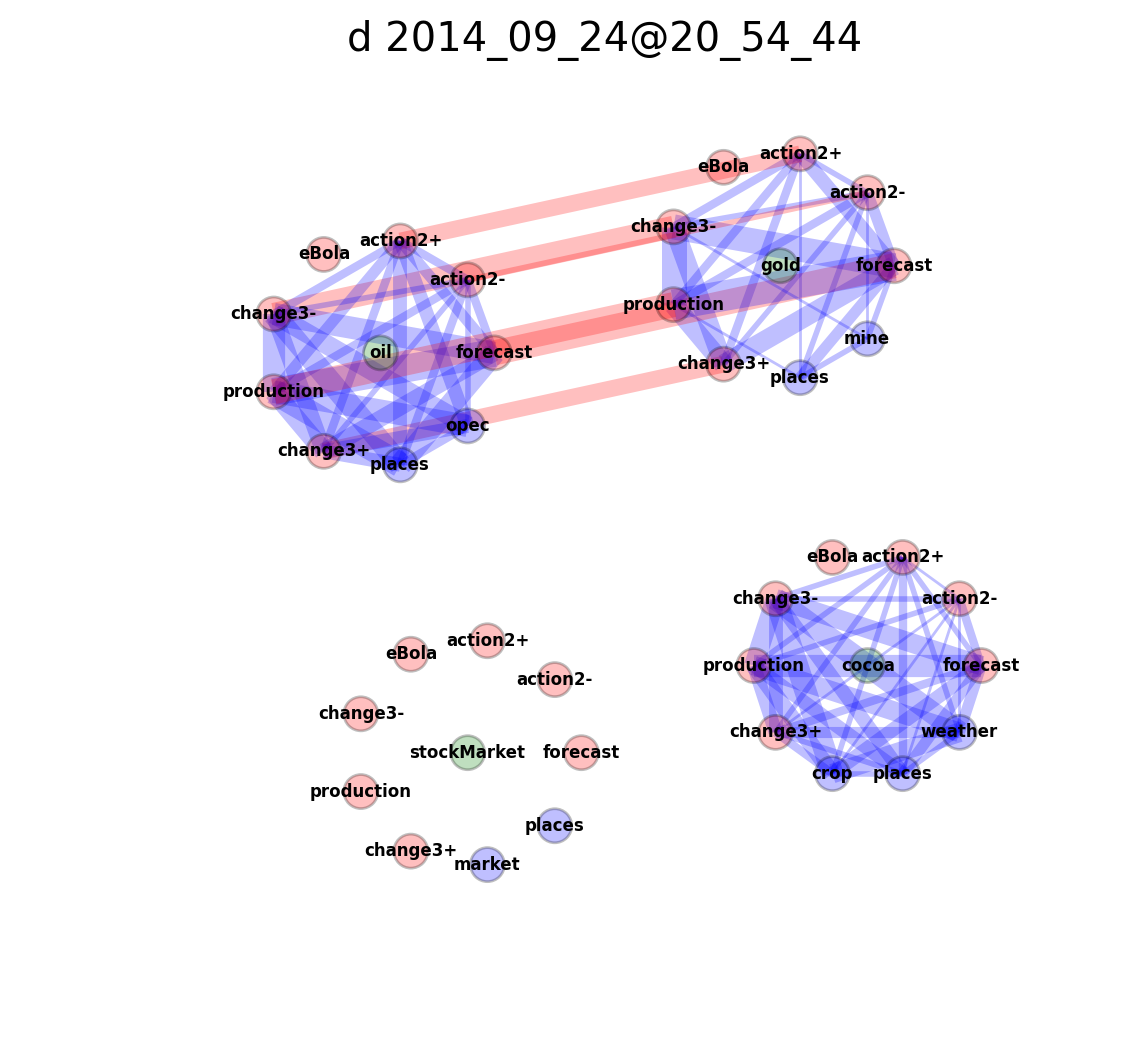 d 2014_09_24@20_54_44
eBola
action2+
action2-
change3-
oil
forecast
production
opec
change3+
places
eBola
action2+
action2-
change3-
gold
forecast
production
mine
change3+
places
eBola
action2+
action2-
change3-
stockMarket
forecast
production
places
change3+
market
eBola
action2+
change3-
action2-
production
cocoa
forecast
change3+
weather
crop
places